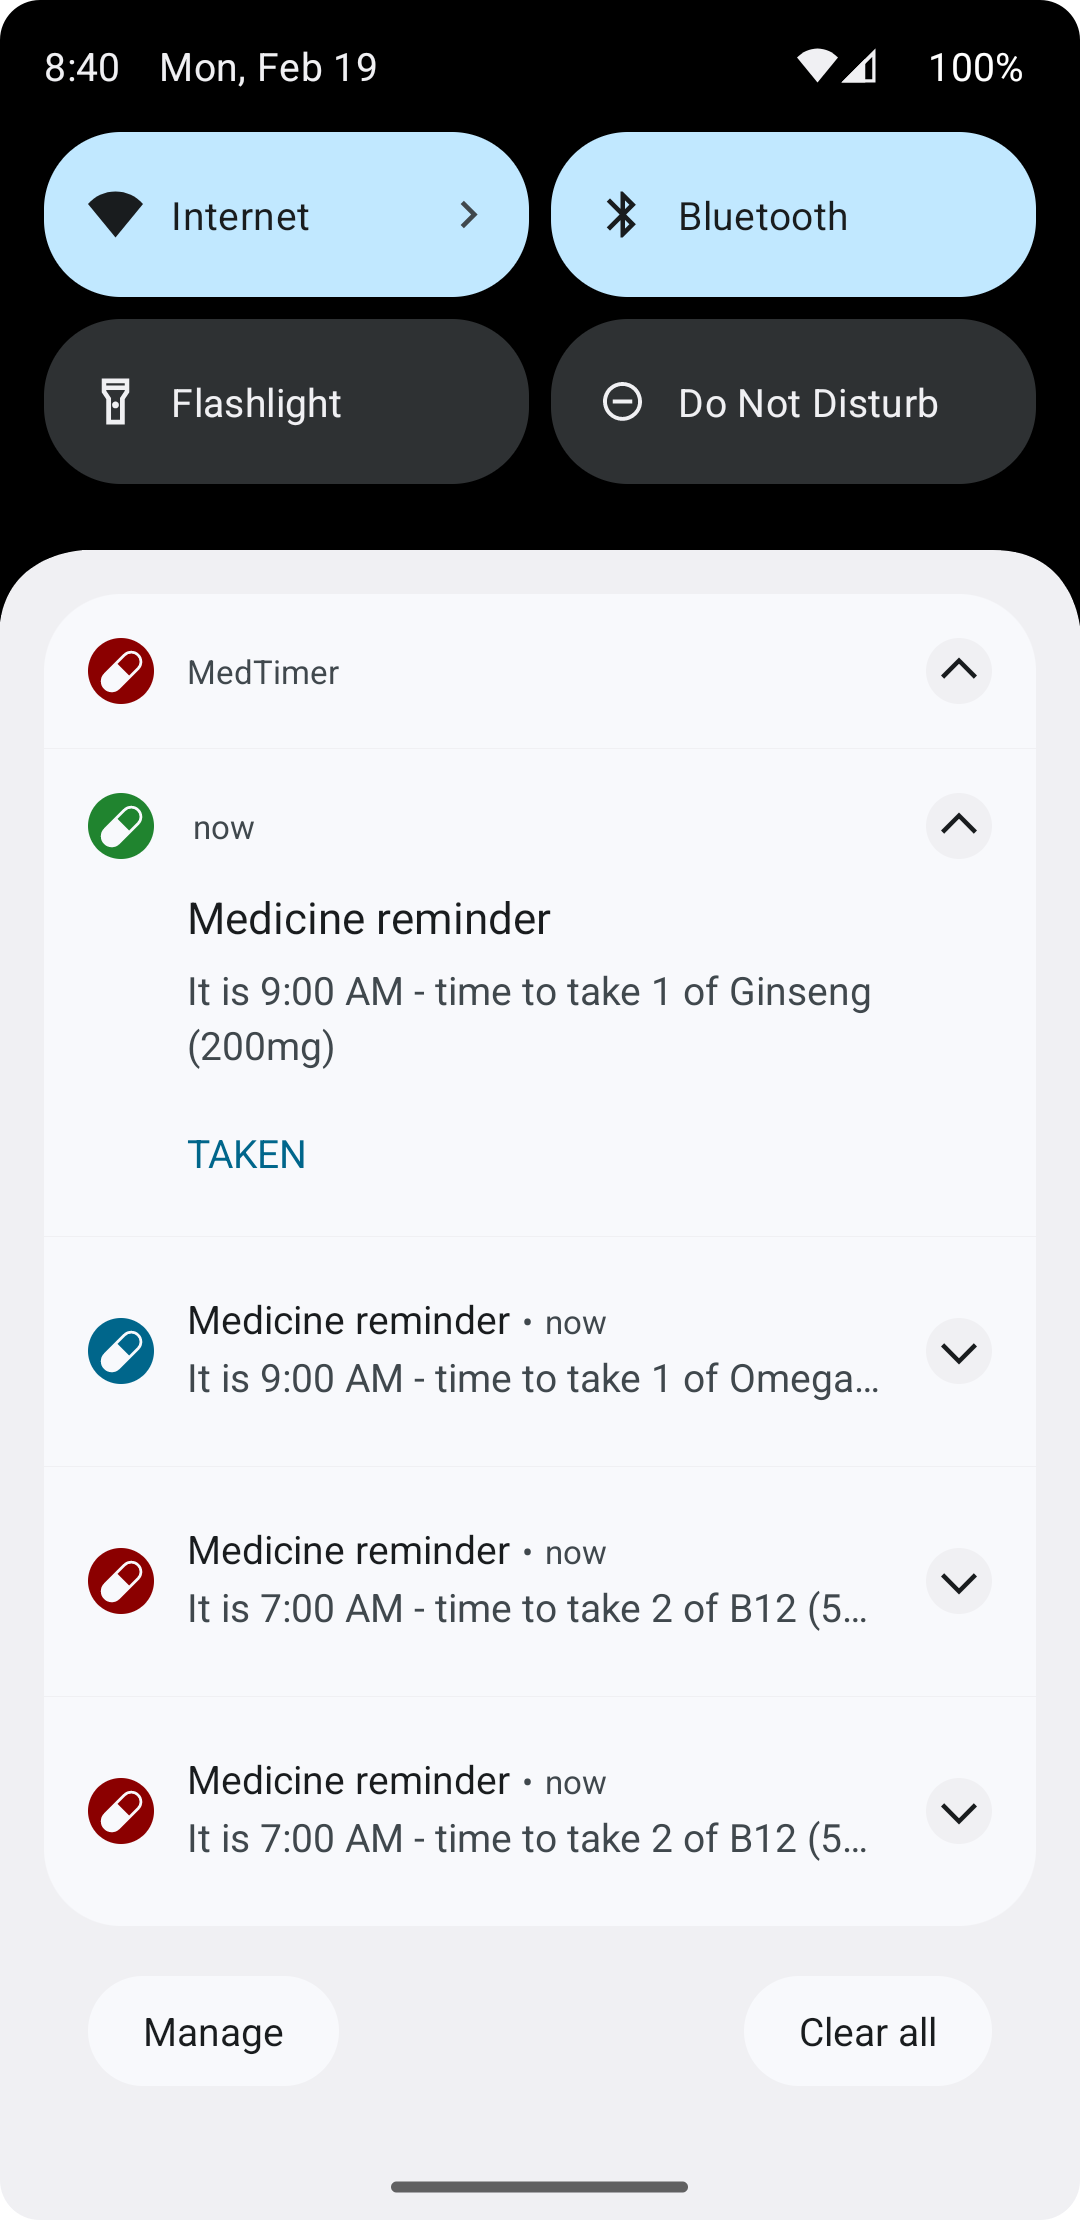 8:40 Mon, Feb 19 100%
Internet Bluetooth
Flashlight Do Not Disturb
MedTimer
now
Medicine reminder
It is 9:00 AM - time to take 1 of Ginseng
(200mg)
TAKEN
Medicine reminder • now
It is 9:00 AM - time to take 1 of Omega...
Medicine reminder • now
It is 7:00 AM - time to take 2 of B12 (5...
Medicine reminder • now
It is 7:00 AM - time to take 2 of B12 (5...
Manage Clear all